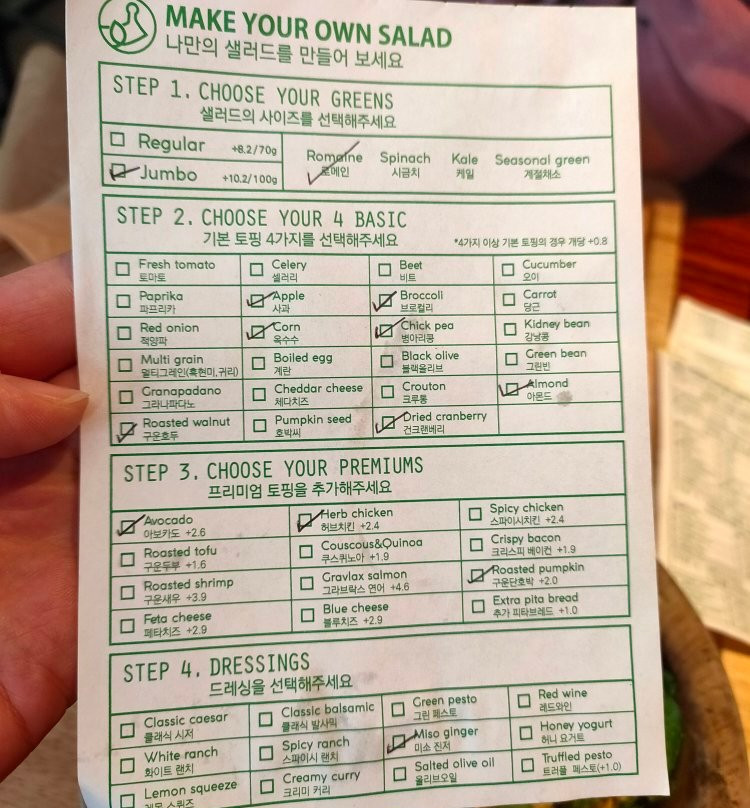 MAKE YOUR OWN SALAD
나만의 샐러드를 만들어 보세요
STEP 1. CHOOSE YOUR GREENS
샐러드의 사이즈를 선택해주세요
Regular +8.2/70g
Jumbo +10.2/100g
Romaine Spinach Kale Seasonal green
로메인 시금치 케일 계절채소
STEP 2. CHOOSE YOUR 4 BASIC
기본 토핑 4가지를 선택해주세요 *4가지 이상 기본 토핑의 경우 개당 +0.8
Fresh tomato Celery Beet Cucumber
토마토 샐러리 비트 오이
Paprika Apple Broccoli Carrot
파프리카 사과 브로컬리 당근
Red onion Corn Chick pea Kidney bean
적양파 옥수수 병아리콩 강낭콩
Multi grain Boiled egg Black olive Green bean
멀티그레인(흑현미,귀리) 계란 블랙올리브 그린빈
Granapadano Cheddar cheese Crouton Almond
그라나파다노 체다치즈 크루통 아몬드
Roasted walnut Pumpkin seed Dried cranberry
구운호두 호박씨 건크랜베리
STEP 3. CHOOSE YOUR PREMIUMS
프리미엄 토핑을 추가해주세요
Avocado Herb chicken Spicy chicken
아보카도 +2.6 허브치킨 +2.4 스파이시치킨 +2.4
Roasted tofu Couscous&Quinoa Crispy bacon
구운두부 +1.6 쿠스퀴노아 +1.9 크리스피 베이컨 +1.9
Roasted shrimp Gravlax salmon Roasted pumpkin
구운새우 +3.9 그라브락스 연어 +4.6 구운단호박 +2.0
Feta cheese Blue cheese Extra pita bread
페타치즈 +2.9 블루치즈 +2.9 추가 피타브레드 +1.0
STEP 4. DRESSINGS
드레싱을 선택해주세요
Classic caesar Classic balsamic Green pesto Red wine
클래식 시저 클래식 발사믹 그린 페스토 레드와인
White ranch Spicy ranch Miso ginger Honey yogurt
화이트 랜치 스파이시 랜치 미소 진저 허니 요거트
Lemon squeeze Creamy curry Salted olive oil Truffled pesto
레몬 스퀴즈 크리미 커리 올리브오일 트러플 페스토(+1.0)